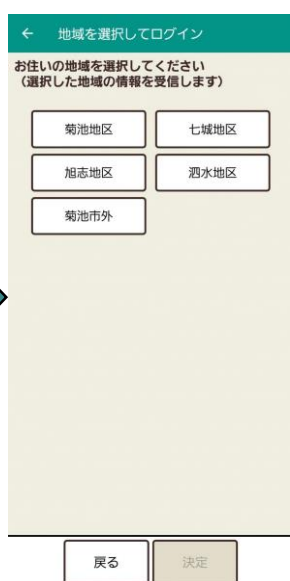 ← 地域を選択してログイン
お住いの地域を選択してください
（選択した地域の情報を受信します）
菊池地区 七城地区
旭志地区 泗水地区
菊池市外
戻る 決定